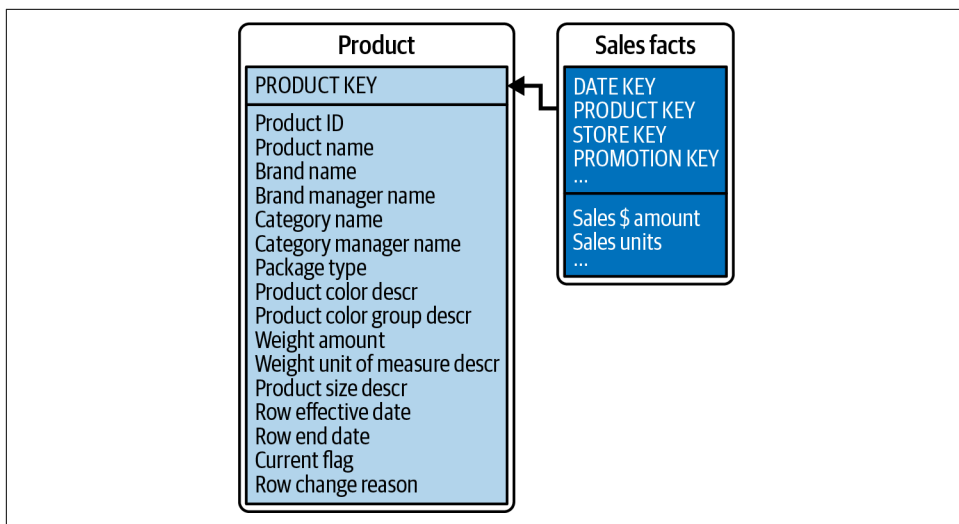 Product
PRODUCT KEY
Product ID
Product name
Brand name
Brand manager name
Category name
Category manager name
Package type
Product color descr
Product color group descr
Weight amount
Weight unit of measure descr
Product size descr
Row effective date
Row end date
Current flag
Row change reason
Sales facts
DATE KEY
PRODUCT KEY
STORE KEY
PROMOTION KEY
...
Sales $ amount
Sales units
...